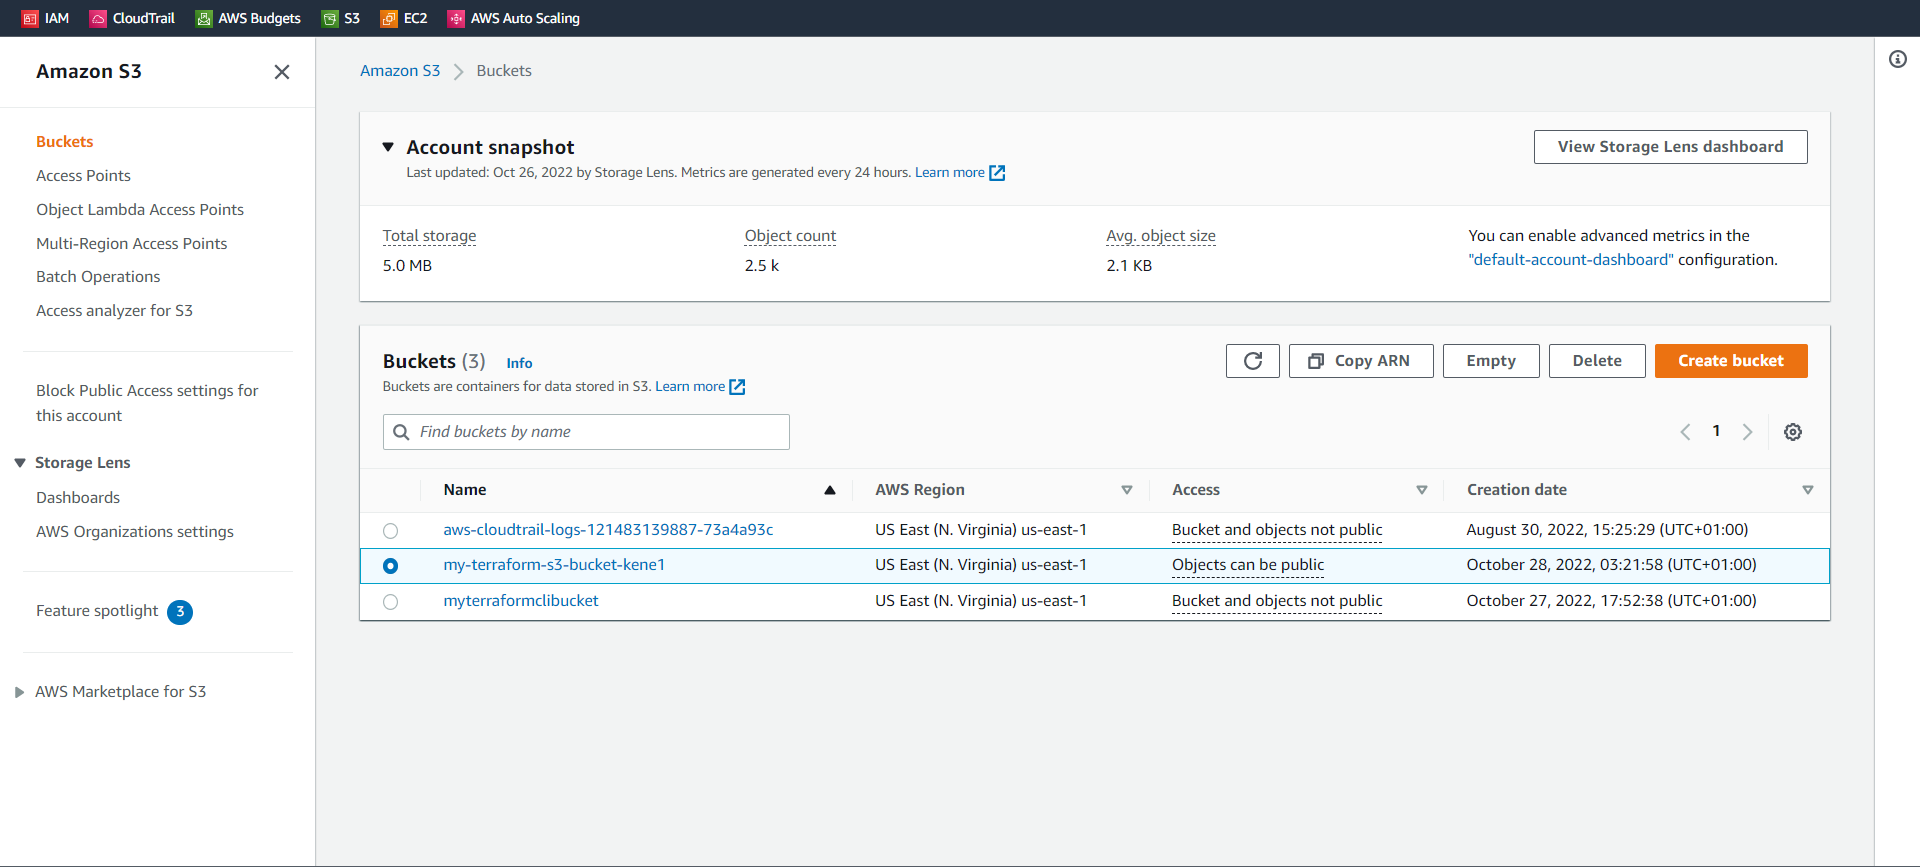 IAM CloudTrail AWS Budgets S3 EC2 AWS Auto Scaling
Amazon S3
Buckets
Access Points
Object Lambda Access Points
Multi-Region Access Points
Batch Operations
Access analyzer for S3
Block Public Access settings for
this account
Storage Lens
Dashboards
AWS Organizations settings
Feature spotlight 3
AWS Marketplace for S3
Amazon S3 Buckets
Account snapshot
View Storage Lens dashboard
Last updated: Oct 26, 2022 by Storage Lens. Metrics are generated every 24 hours. Learn more
Total storage Object count Avg. object size You can enable advanced metrics in the
5.0 MB 2.5 k 2.1 KB "default-account-dashboard" configuration.
Buckets (3) Info
Copy ARN Empty Delete Create bucket
Buckets are containers for data stored in S3. Learn more
Find buckets by name
1
Name AWS Region Access Creation date
aws-cloudtrail-logs-121483139887-73a4a93c US East (N. Virginia) us-east-1 Bucket and objects not public August 30, 2022, 15:25:29 (UTC+01:00)
my-terraform-s3-bucket-kene1 US East (N. Virginia) us-east-1 Objects can be public October 28, 2022, 03:21:58 (UTC+01:00)
myterraformclibucket US East (N. Virginia) us-east-1 Bucket and objects not public October 27, 2022, 17:52:38 (UTC+01:00)